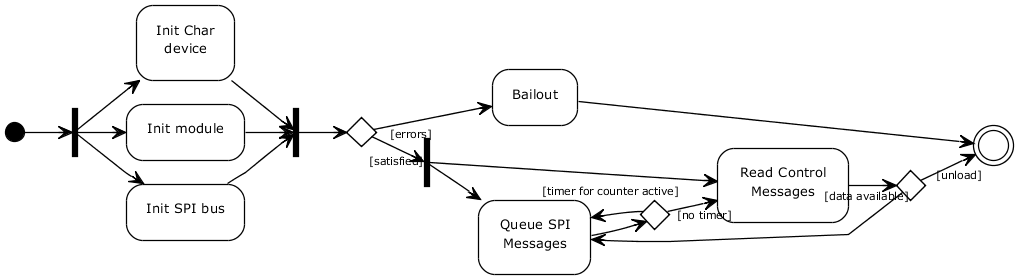 Init Char
device
Init module
Init SPI bus
[errors]
[satisfied]
Bailout
Queue SPI
Messages
[timer for counter active]
[no timer]
Read Control
Messages
[data available]
[unload]